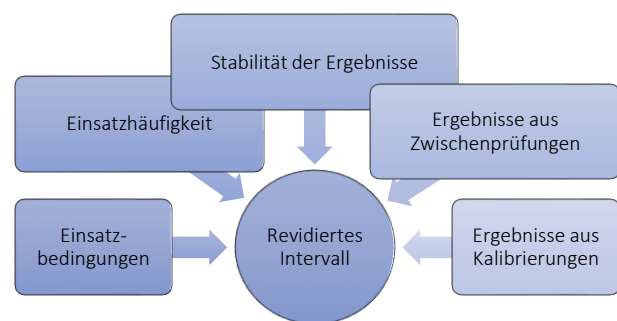 Stabilität der Ergebnisse
Einsatzhäufigkeit
Ergebnisse aus
Zwischenprüfungen
Einsatz-
bedingungen
Revidiertes
Intervall
Ergebnisse aus
Kalibrierungen